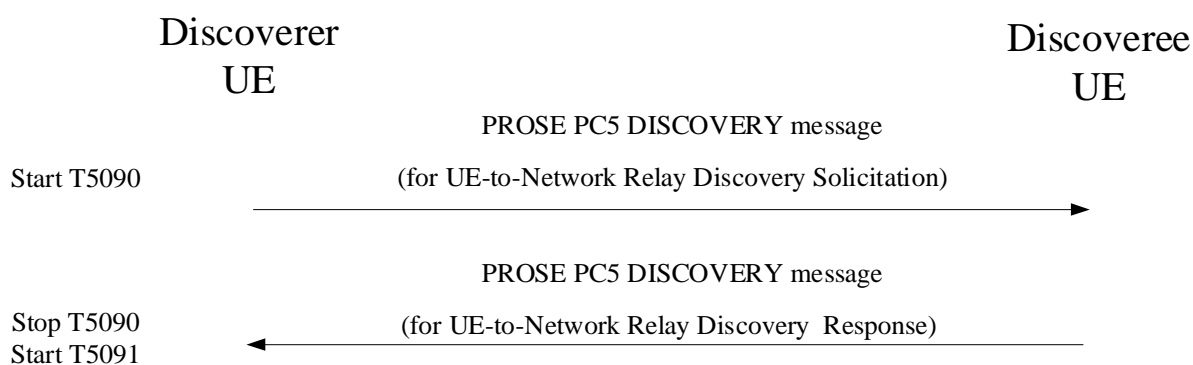 Discoverer
UE
Discoveree
UE
PROSE PC5 DISCOVERY message
Start T5090
(for UE-to-Network Relay Discovery Solicitation)
PROSE PC5 DISCOVERY message
Stop T5090
Start T5091
(for UE-to-Network Relay Discovery Response)